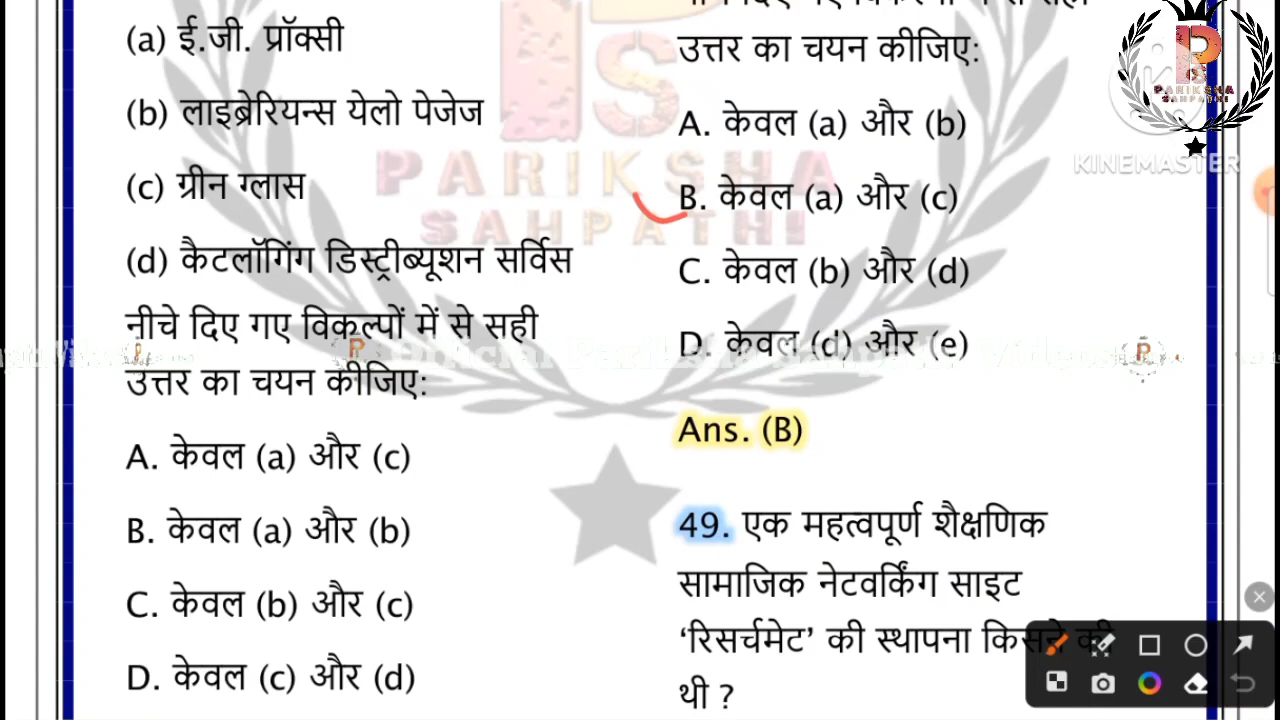 (a) ई.जी. प्रॉक्सी
(b) लाइब्रेरियन्स येलो पेजेज
(c) ग्रीन ग्लास
(d) कैटलॉगिंग डिस्ट्रीब्यूशन सर्विस
नीचे दिए गए विकल्पों में से सही
उत्तर का चयन कीजिए:
A. केवल (a) और (c)
B. केवल (a) और (b)
C. केवल (b) और (c)
D. केवल (c) और (d)
उत्तर का चयन कीजिए:
A. केवल (a) और (b)
B. केवल (a) और (c)
C. केवल (b) और (d)
D. केवल (d) और (e)
Ans. (B)
49. एक महत्वपूर्ण शैक्षणिक
सामाजिक नेटवर्किंग साइट
‘रिसर्चमेट’ की स्थापना किसने की
थी ?
PARIKSHA
SAHPATHI
PARIKSHA
SAHPATHI
KINEMASTER